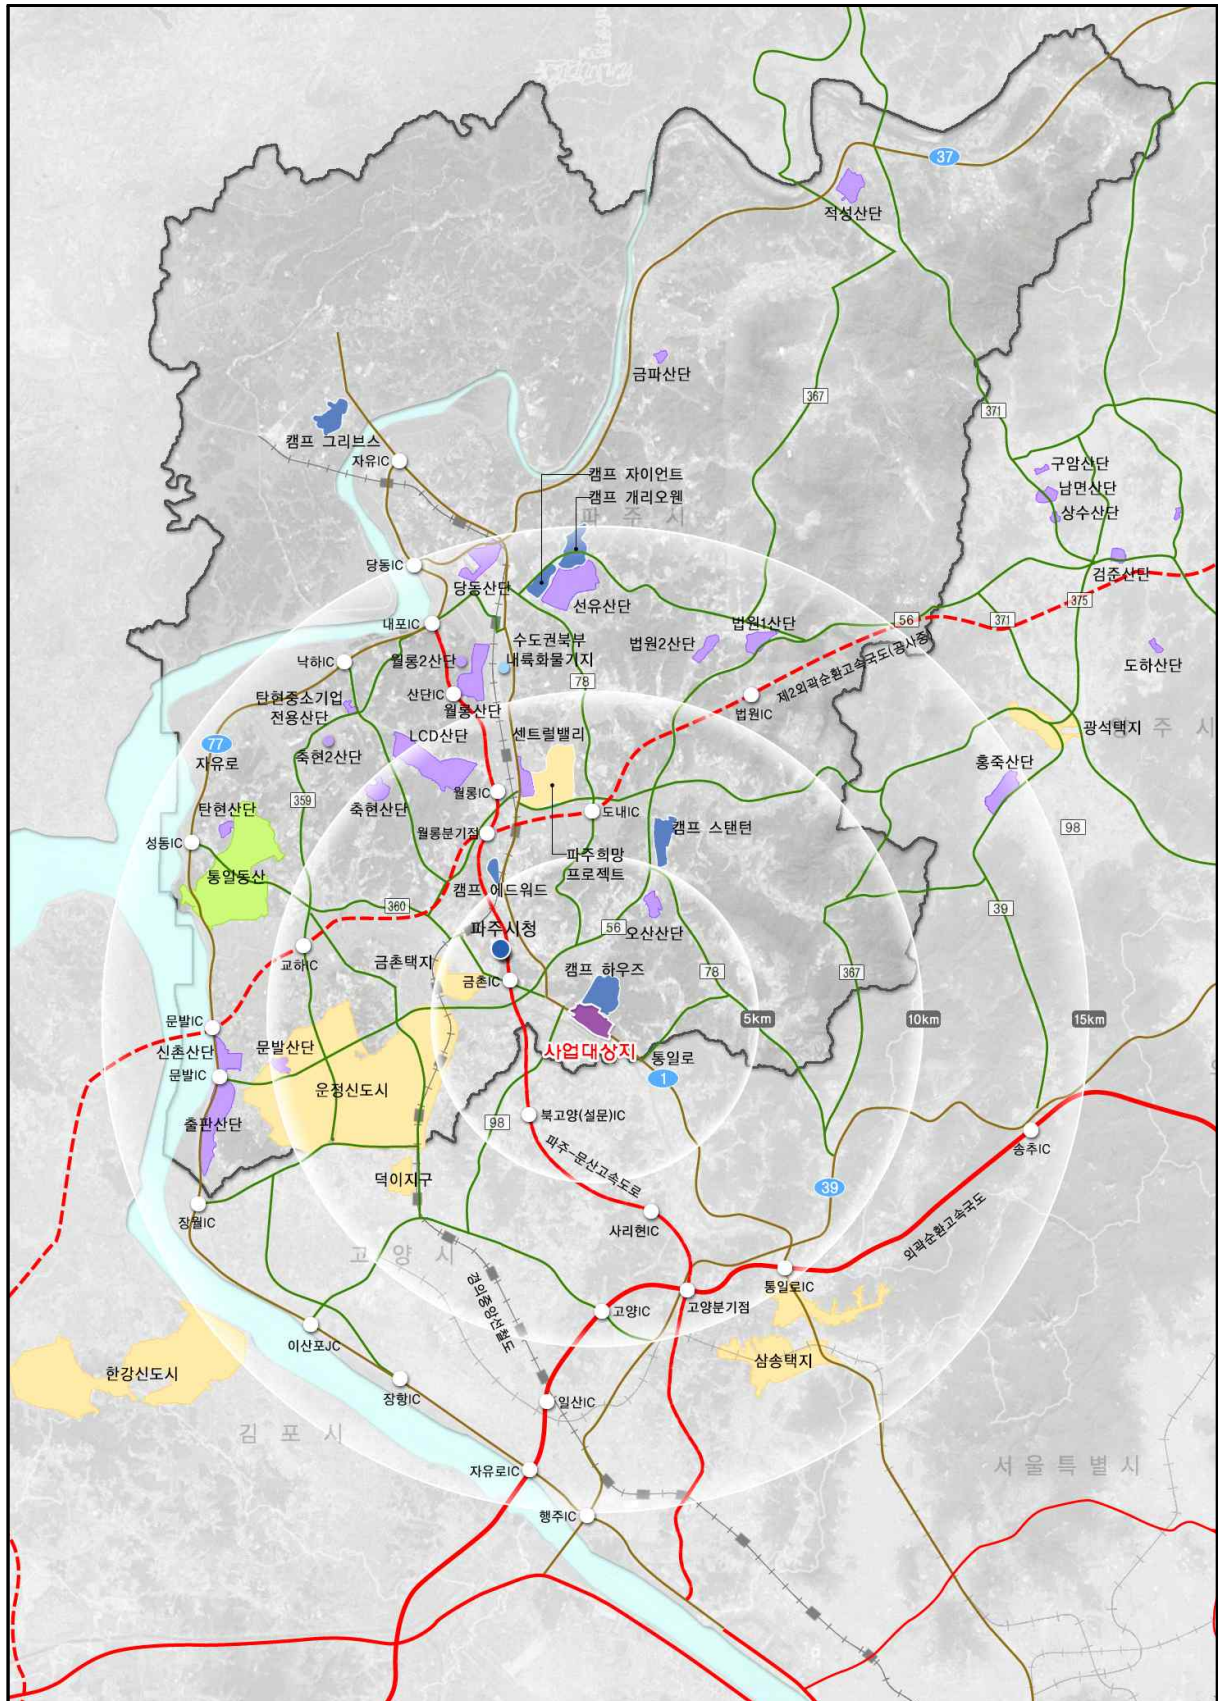 37
적성산단
금파산단
367
371
캠프 그리브스
자유IC
구암산단
남면산단
상수산단
캠프 자이언트
캠프 개리오웬
파 주 시
당동IC
당동산단
선유산단
검준산단
375
56
371
내포IC
수도권북부
내륙화물기지
법원2산단
법원1산단
도하산단
낙하IC
월롱2산단
산단IC
월롱산단
78
제2외곽순환고속국도(공사중)
법원IC
탄현중소기업
전용산단
축현2산단
LCD산단
센트럴밸리
광석택지
주 시
77
자유로
홍죽산단
359
축현산단
월롱IC
탄현산단
성동IC
월롱분기점
도내IC
캠프 스탠턴
98
파주희망
프로젝트
통일동산
캠프 에드워드
360
39
파주시청
56
오산산단
교하IC
금촌택지
금촌IC
캠프 하우즈
78
367
문발IC
5km
10km
15km
신촌산단
문발산단
사업대상지
통일로
문발IC
1
운정신도시
출판산단
98
북고양(설문)IC
송추IC
파주-문산고속도로
덕이지구
39
장월IC
사리현IC
외곽순환고속국도
고 양 시
통일로IC
경의중앙선철도
고양IC
고양분기점
이산포JC
삼송택지
한강신도시
장항IC
일산IC
김 포 시
자유로IC
서울특별시
행주IC